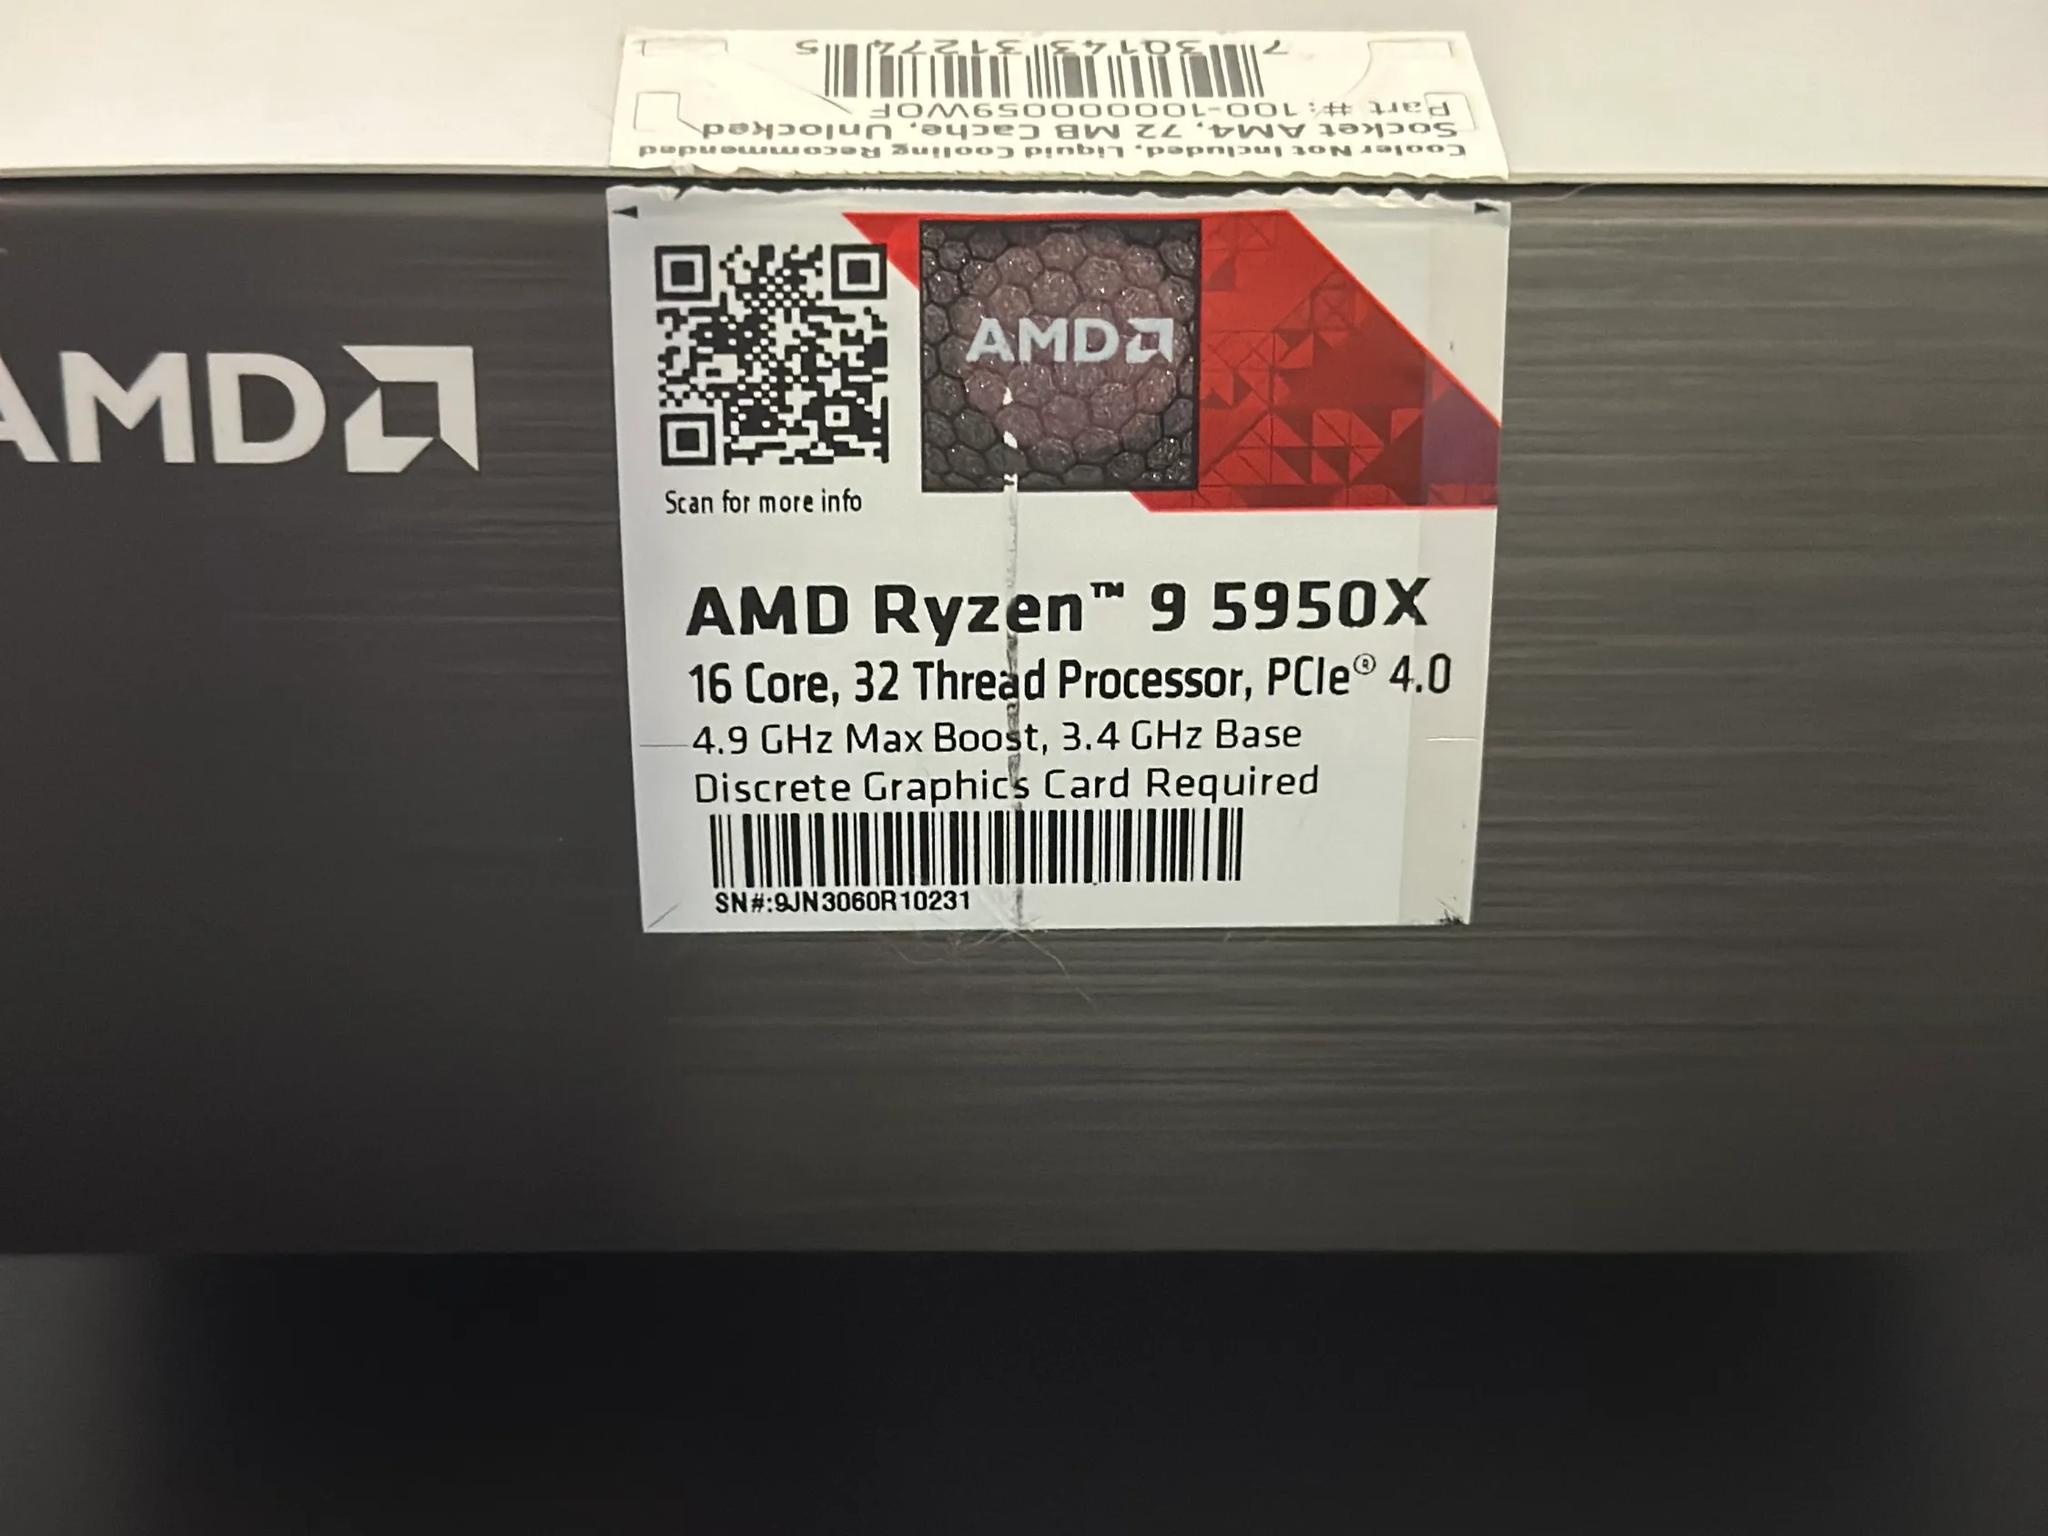 7 30143 31274 5
Part #: 100-100000059WOF
Socket AM4, 72 MB Cache, Unlocked
Cooler Not Included, Liquid Cooling Recommended
AMD
AMD
Scan for more info
AMD Ryzen™ 9 5950X
16 Core, 32 Thread Processor, PCIe® 4.0
4.9 GHz Max Boost, 3.4 GHz Base
Discrete Graphics Card Required
SN#:9JN3060R10231